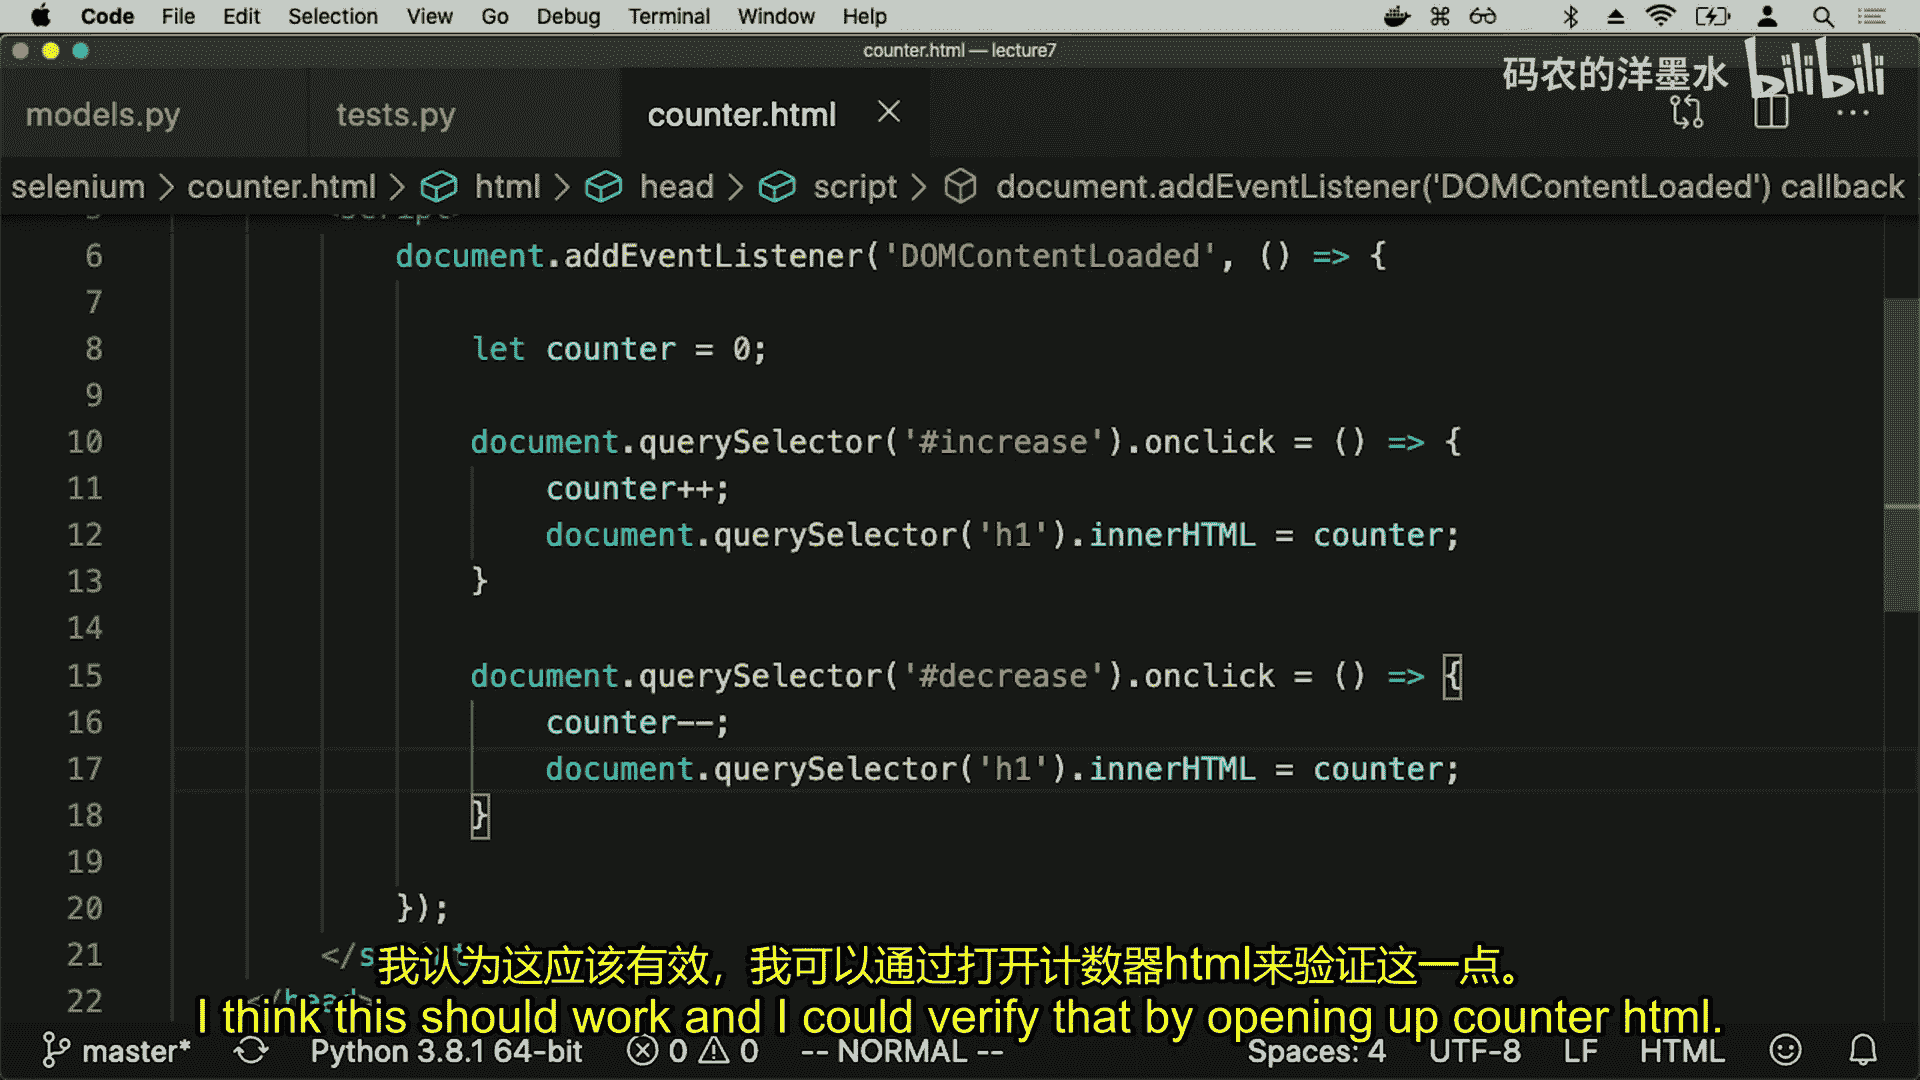 Code File Edit Selection View Go Debug Terminal Window Help
counter.html — lecture7
码农的洋墨水 bilibili
models.py tests.py counter.html
selenium > counter.html > html > head > script > document.addEventListener('DOMContentLoaded') callback
5 <script>
6 document.addEventListener('DOMContentLoaded', () => {
7
8 let counter = 0;
9
10 document.querySelector('#increase').onclick = () => {
11 counter++;
12 document.querySelector('h1').innerHTML = counter;
13 }
14
15 document.querySelector('#decrease').onclick = () => {
16 counter--;
17 document.querySelector('h1').innerHTML = counter;
18 }
19
20 });
21 </script>
22 </head>
我认为这应该有效，我可以通过打开计数器html来验证这一点。
I think this should work and I could verify that by opening up counter html.
master* Python 3.8.1 64-bit 0 0 -- NORMAL -- Spaces: 4 UTF-8 LF HTML